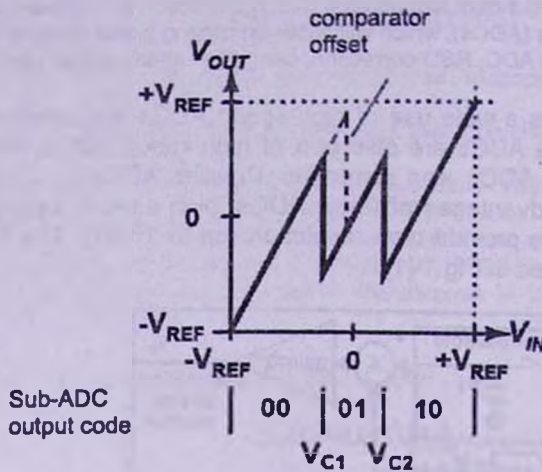 comparator
offset
V_OUT
+V_REF
0
-V_REF
-V_REF 0 +V_REF V_IN
Sub-ADC
output code
00 01 10
V_C1 V_C2